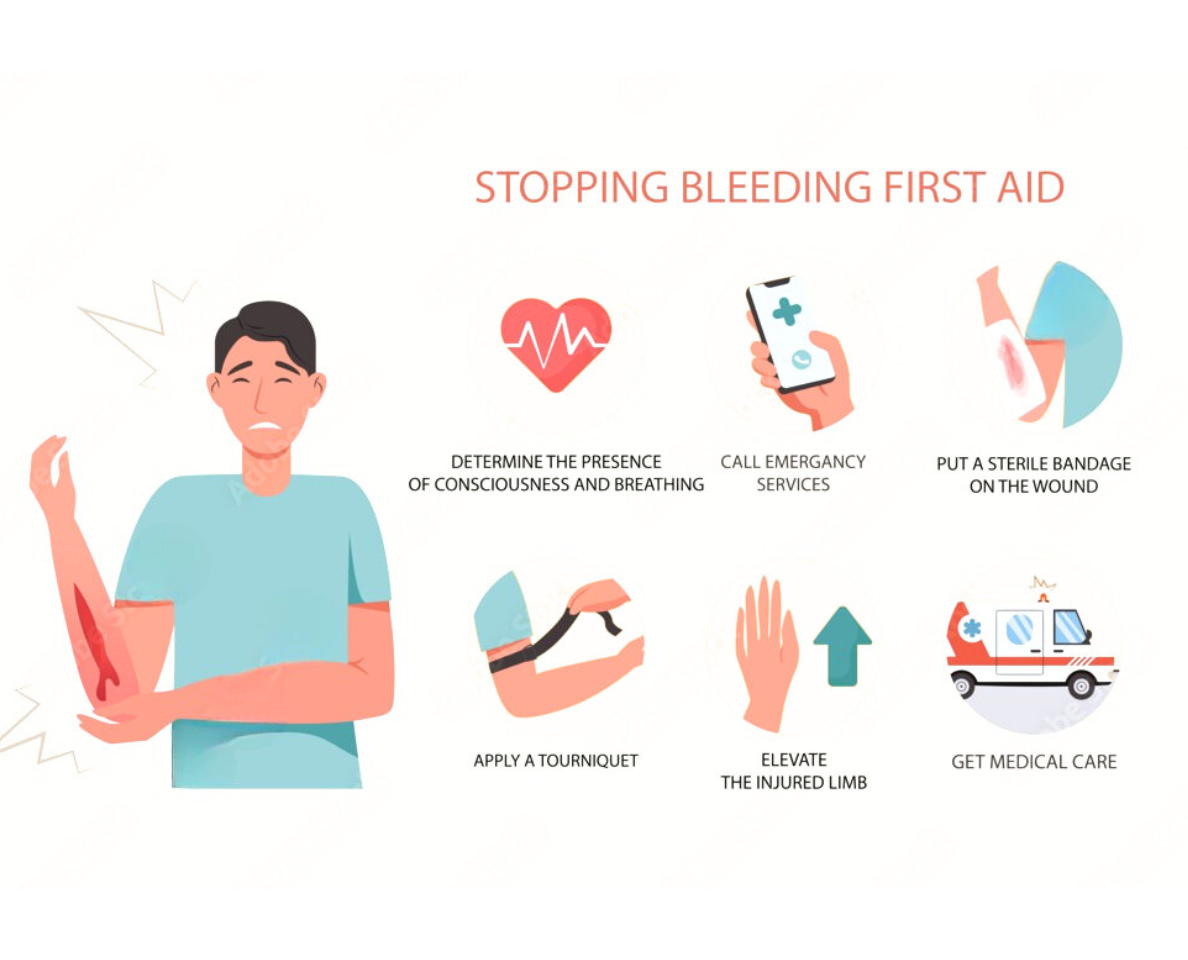 STOPPING BLEEDING FIRST AID
DETERMINE THE PRESENCE
OF CONSCIOUSNESS AND BREATHING
CALL EMERGANCY
SERVICES
PUT A STERILE BANDAGE
ON THE WOUND
APPLY A TOURNIQUET
ELEVATE
THE INJURED LIMB
GET MEDICAL CARE